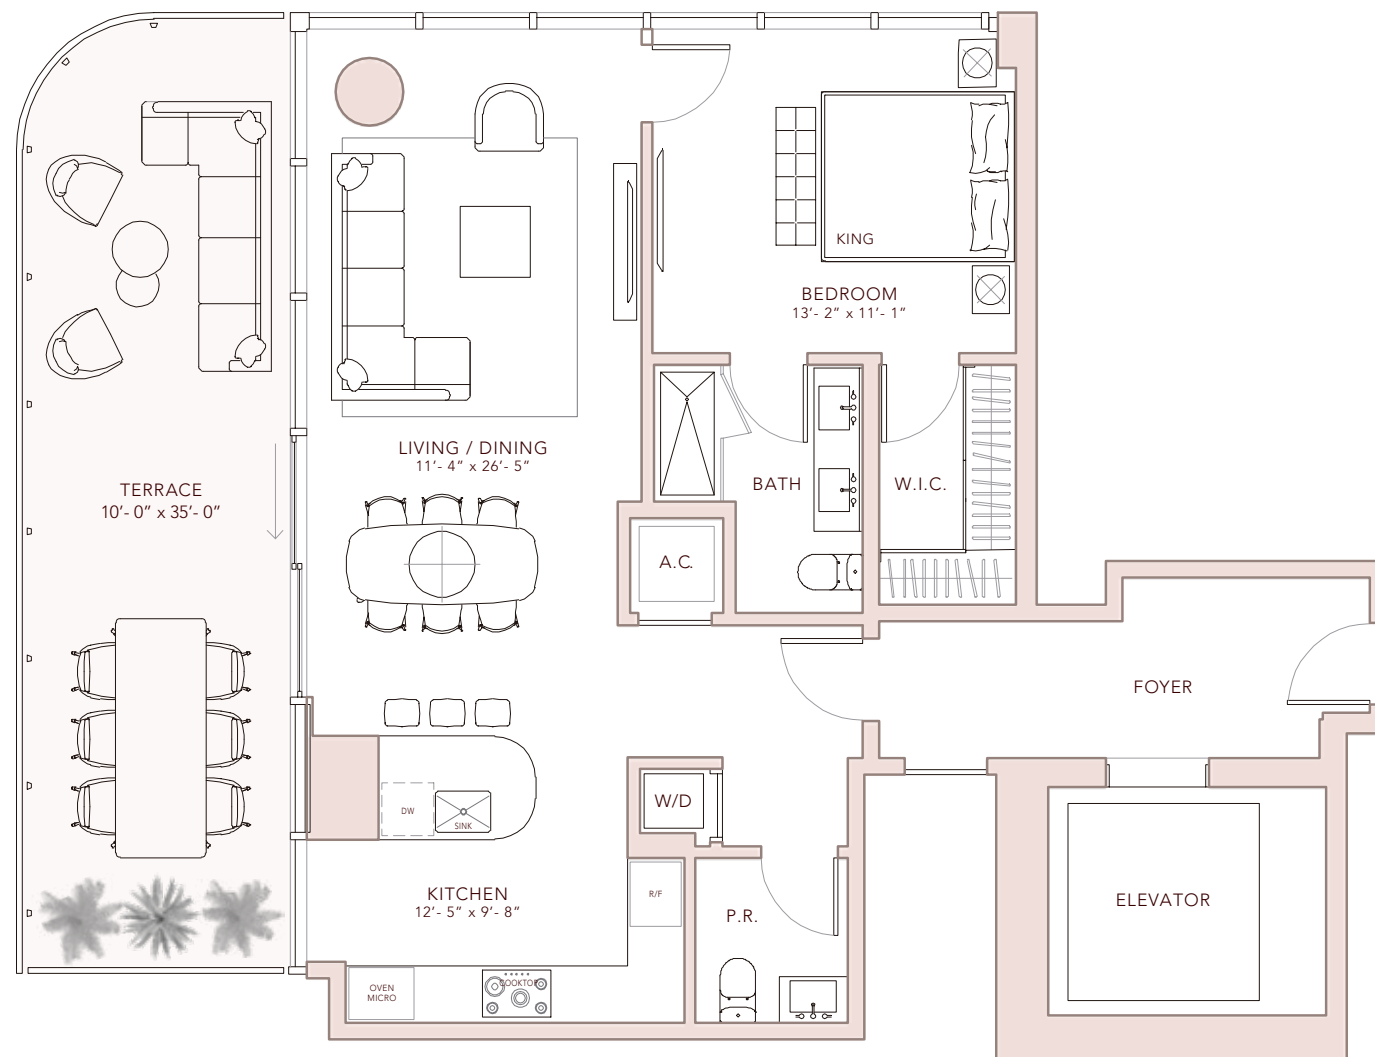 KING
BEDROOM
13'- 2" x 11'- 1"
LIVING / DINING
11'- 4" x 26'- 5"
TERRACE
10'- 0" x 35'- 0"
BATH
W.I.C.
A.C.
FOYER
W/D
DW
SINK
KITCHEN
12'- 5" x 9'- 8"
R/F
P.R.
ELEVATOR
OVEN
MICRO
COOKTOP